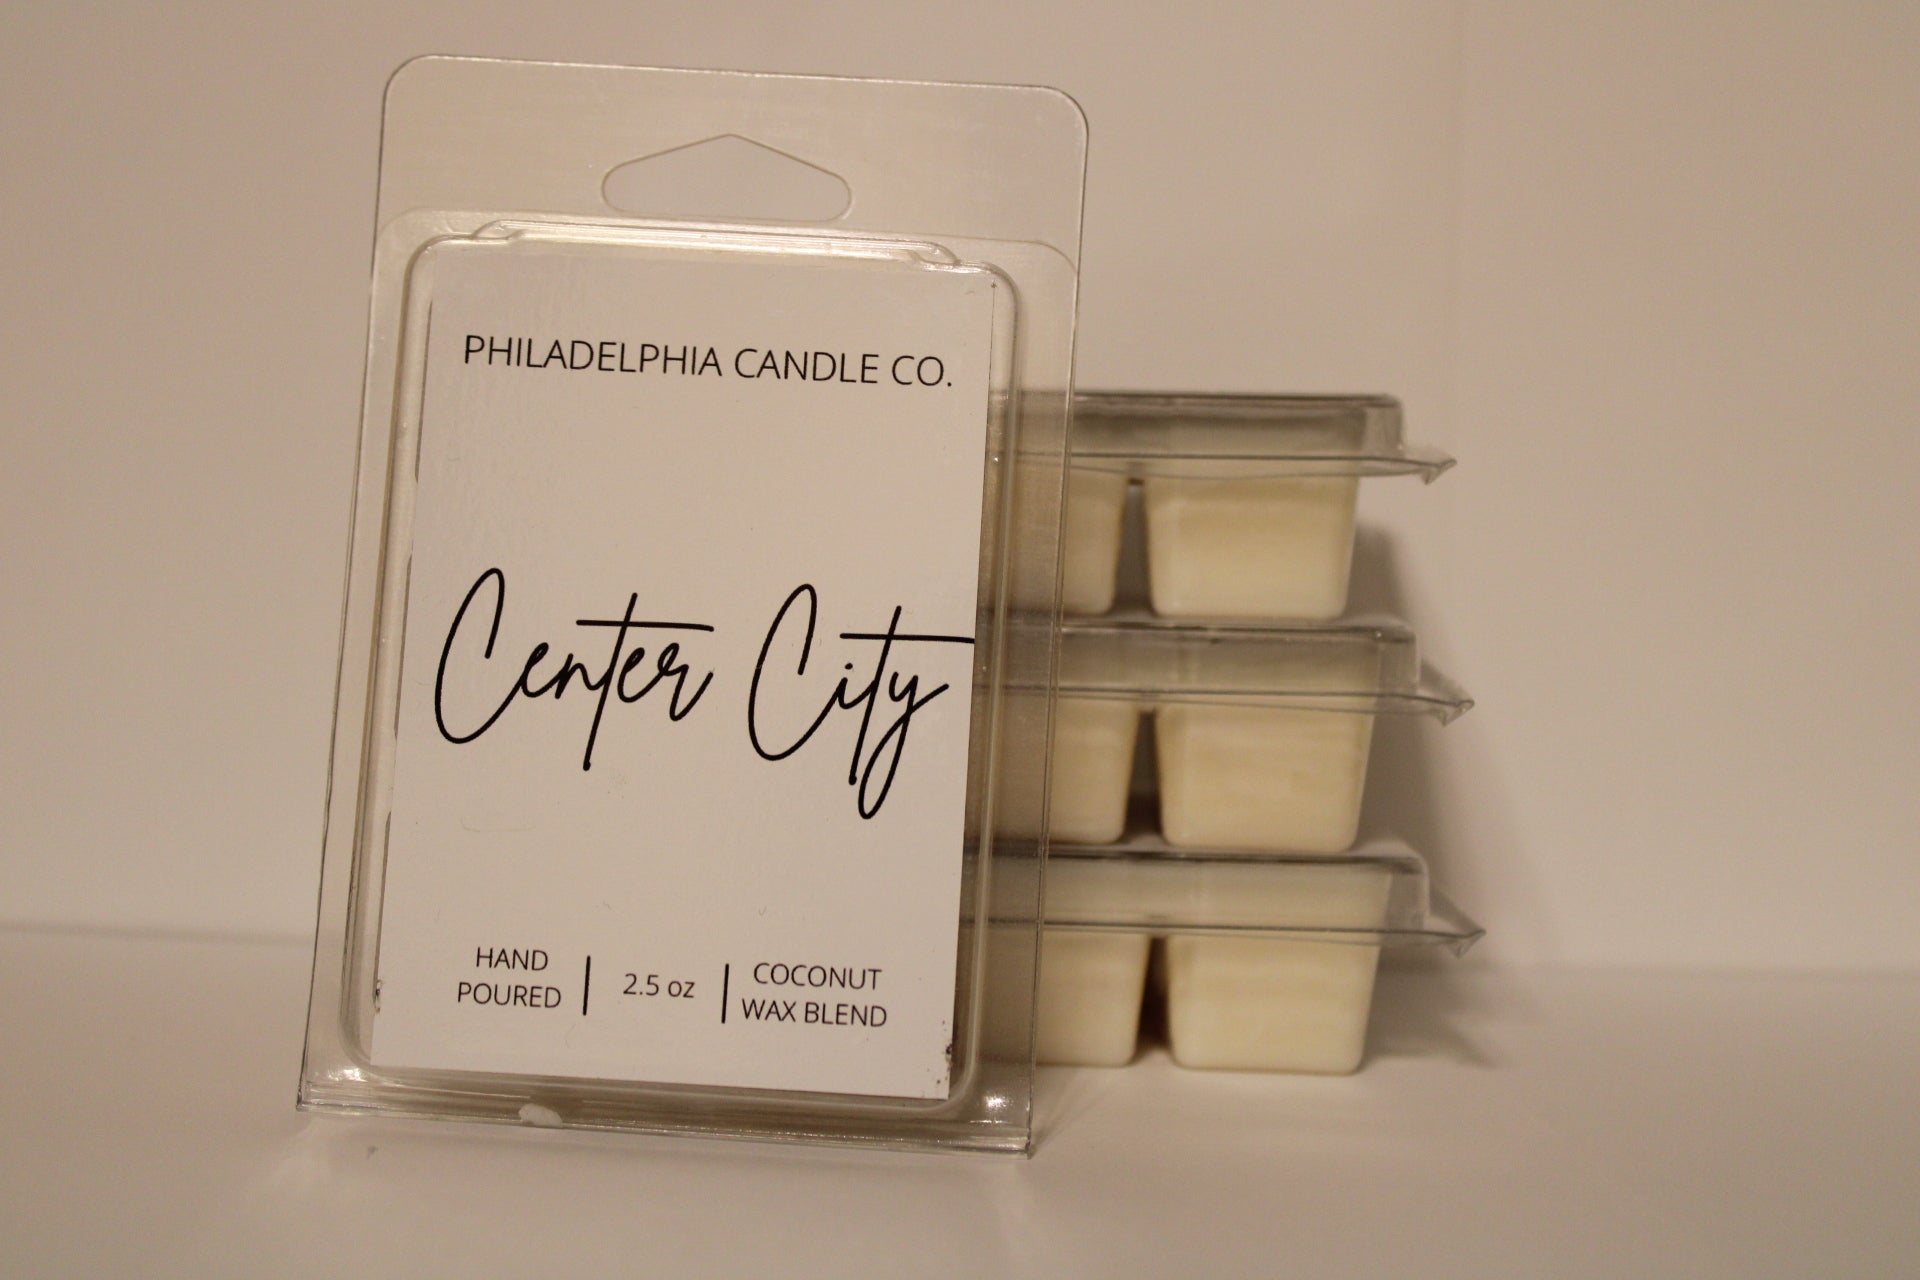 PHILADELPHIA CANDLE CO.
Center City
HAND
POURED
2.5 oz
COCONUT
WAX BLEND